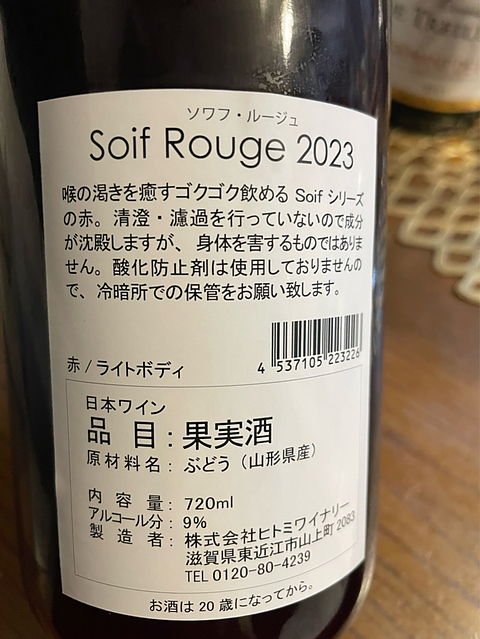 ソワフ・ルージュ
Soif Rouge 2023
喉の渇きを癒すゴクゴク飲める Soif シリーズ
の赤。清澄・濾過を行っていないので成分
が沈殿しますが、身体を害するものではありま
せん。酸化防止剤は使用しておりませんの
で、冷暗所での保管をお願い致します。
4 537105 223226
赤 / ライトボディ
日本ワイン
品 目 : 果実酒
原材料名 : ぶどう（山形県産）
内 容 量 : 720ml
アルコール分 : 9%
製 造 者 : 株式会社ヒトミワイナリー
滋賀県東近江市山上町 2083
TEL 0120-80-4239
お酒は 20 歳になってから。